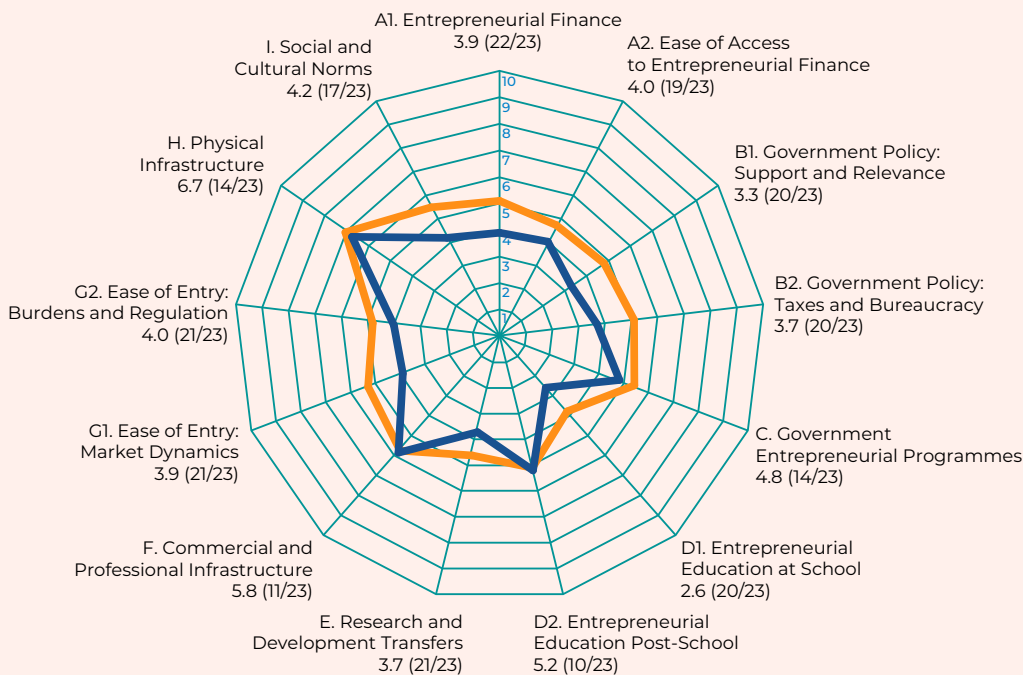 A1. Entrepreneurial Finance
3.9 (22/23)
A2. Ease of Access
to Entrepreneurial Finance
4.0 (19/23)
B1. Government Policy:
Support and Relevance
3.3 (20/23)
B2. Government Policy:
Taxes and Bureaucracy
3.7 (20/23)
C. Government
Entrepreneurial Programmes
4.8 (14/23)
D1. Entrepreneurial
Education at School
2.6 (20/23)
D2. Entrepreneurial
Education Post-School
5.2 (10/23)
E. Research and
Development Transfers
3.7 (21/23)
F. Commercial and
Professional Infrastructure
5.8 (11/23)
G1. Ease of Entry:
Market Dynamics
3.9 (21/23)
G2. Ease of Entry:
Burdens and Regulation
4.0 (21/23)
H. Physical
Infrastructure
6.7 (14/23)
I. Social and
Cultural Norms
4.2 (17/23)
10
9
8
7
6
5
4
3
2
1